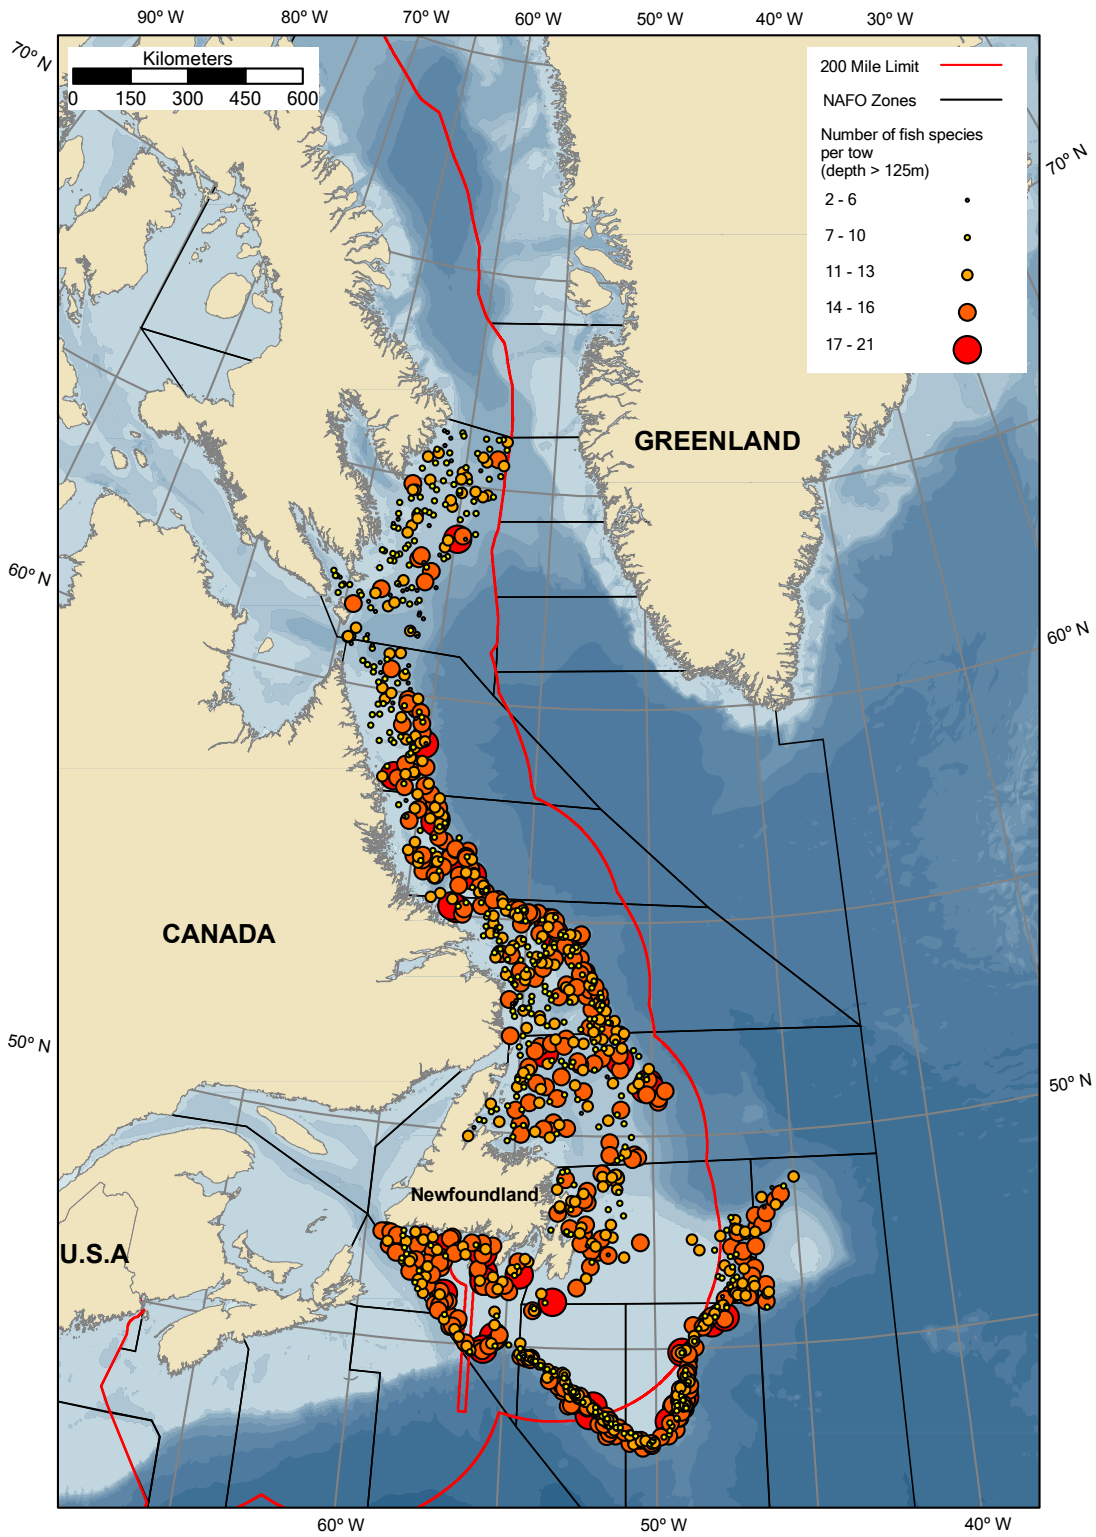 90° W
80° W
70° W
60° W
50° W
40° W
30° W
70° N
Kilometers
0 150 300 450 600
200 Mile Limit
NAFO Zones
Number of fish species
per tow
(depth > 125m)
2 - 6
7 - 10
11 - 13
14 - 16
17 - 21
70° N
GREENLAND
60° N
60° N
CANADA
50° N
50° N
Newfoundland
U.S.A
60° W
50° W
40° W